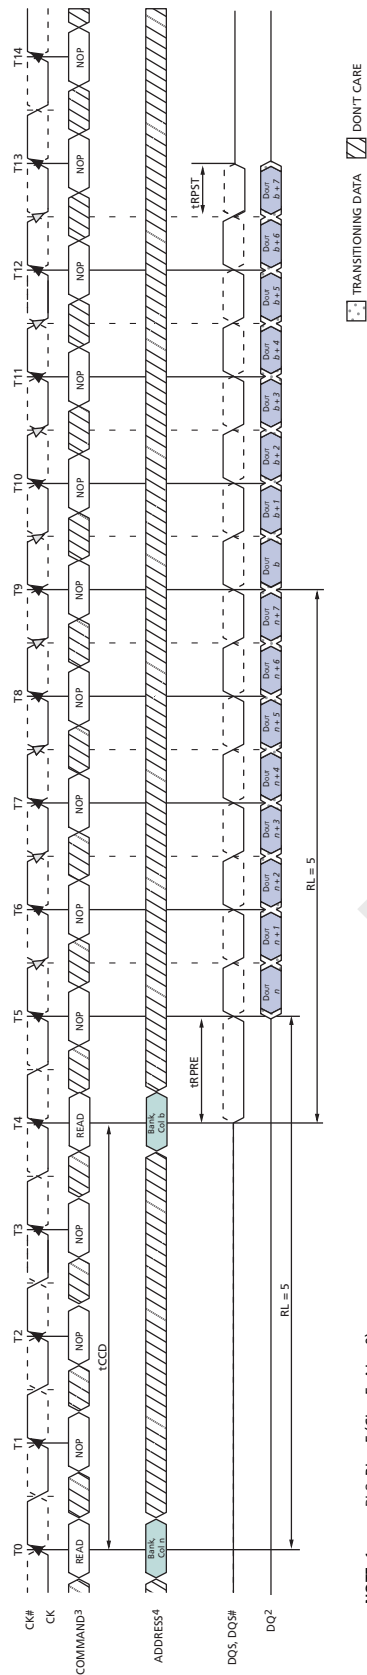 T0 T1 T2 T3 T4 T5 T6 T7 T8 T9 T10 T11 T12 T13 T14
CK#
CK
COMMAND3 READ NOP NOP NOP READ NOP NOP NOP NOP NOP NOP NOP NOP NOP NOP
tCCD
ADDRESS4 Bank, Col n Bank, Col b
tRPRE tRPST
DQS, DQS#
DQ2 DOUT n DOUT n + 1 DOUT n + 2 DOUT n + 3 DOUT n + 4 DOUT n + 5 DOUT n + 6 DOUT n + 7 DOUT b DOUT b + 1 DOUT b + 2 DOUT b + 3 DOUT b + 4 DOUT b + 5 DOUT b + 6 DOUT b + 7
RL = 5
RL = 5
TRANSITIONING DATA DON'T CARE